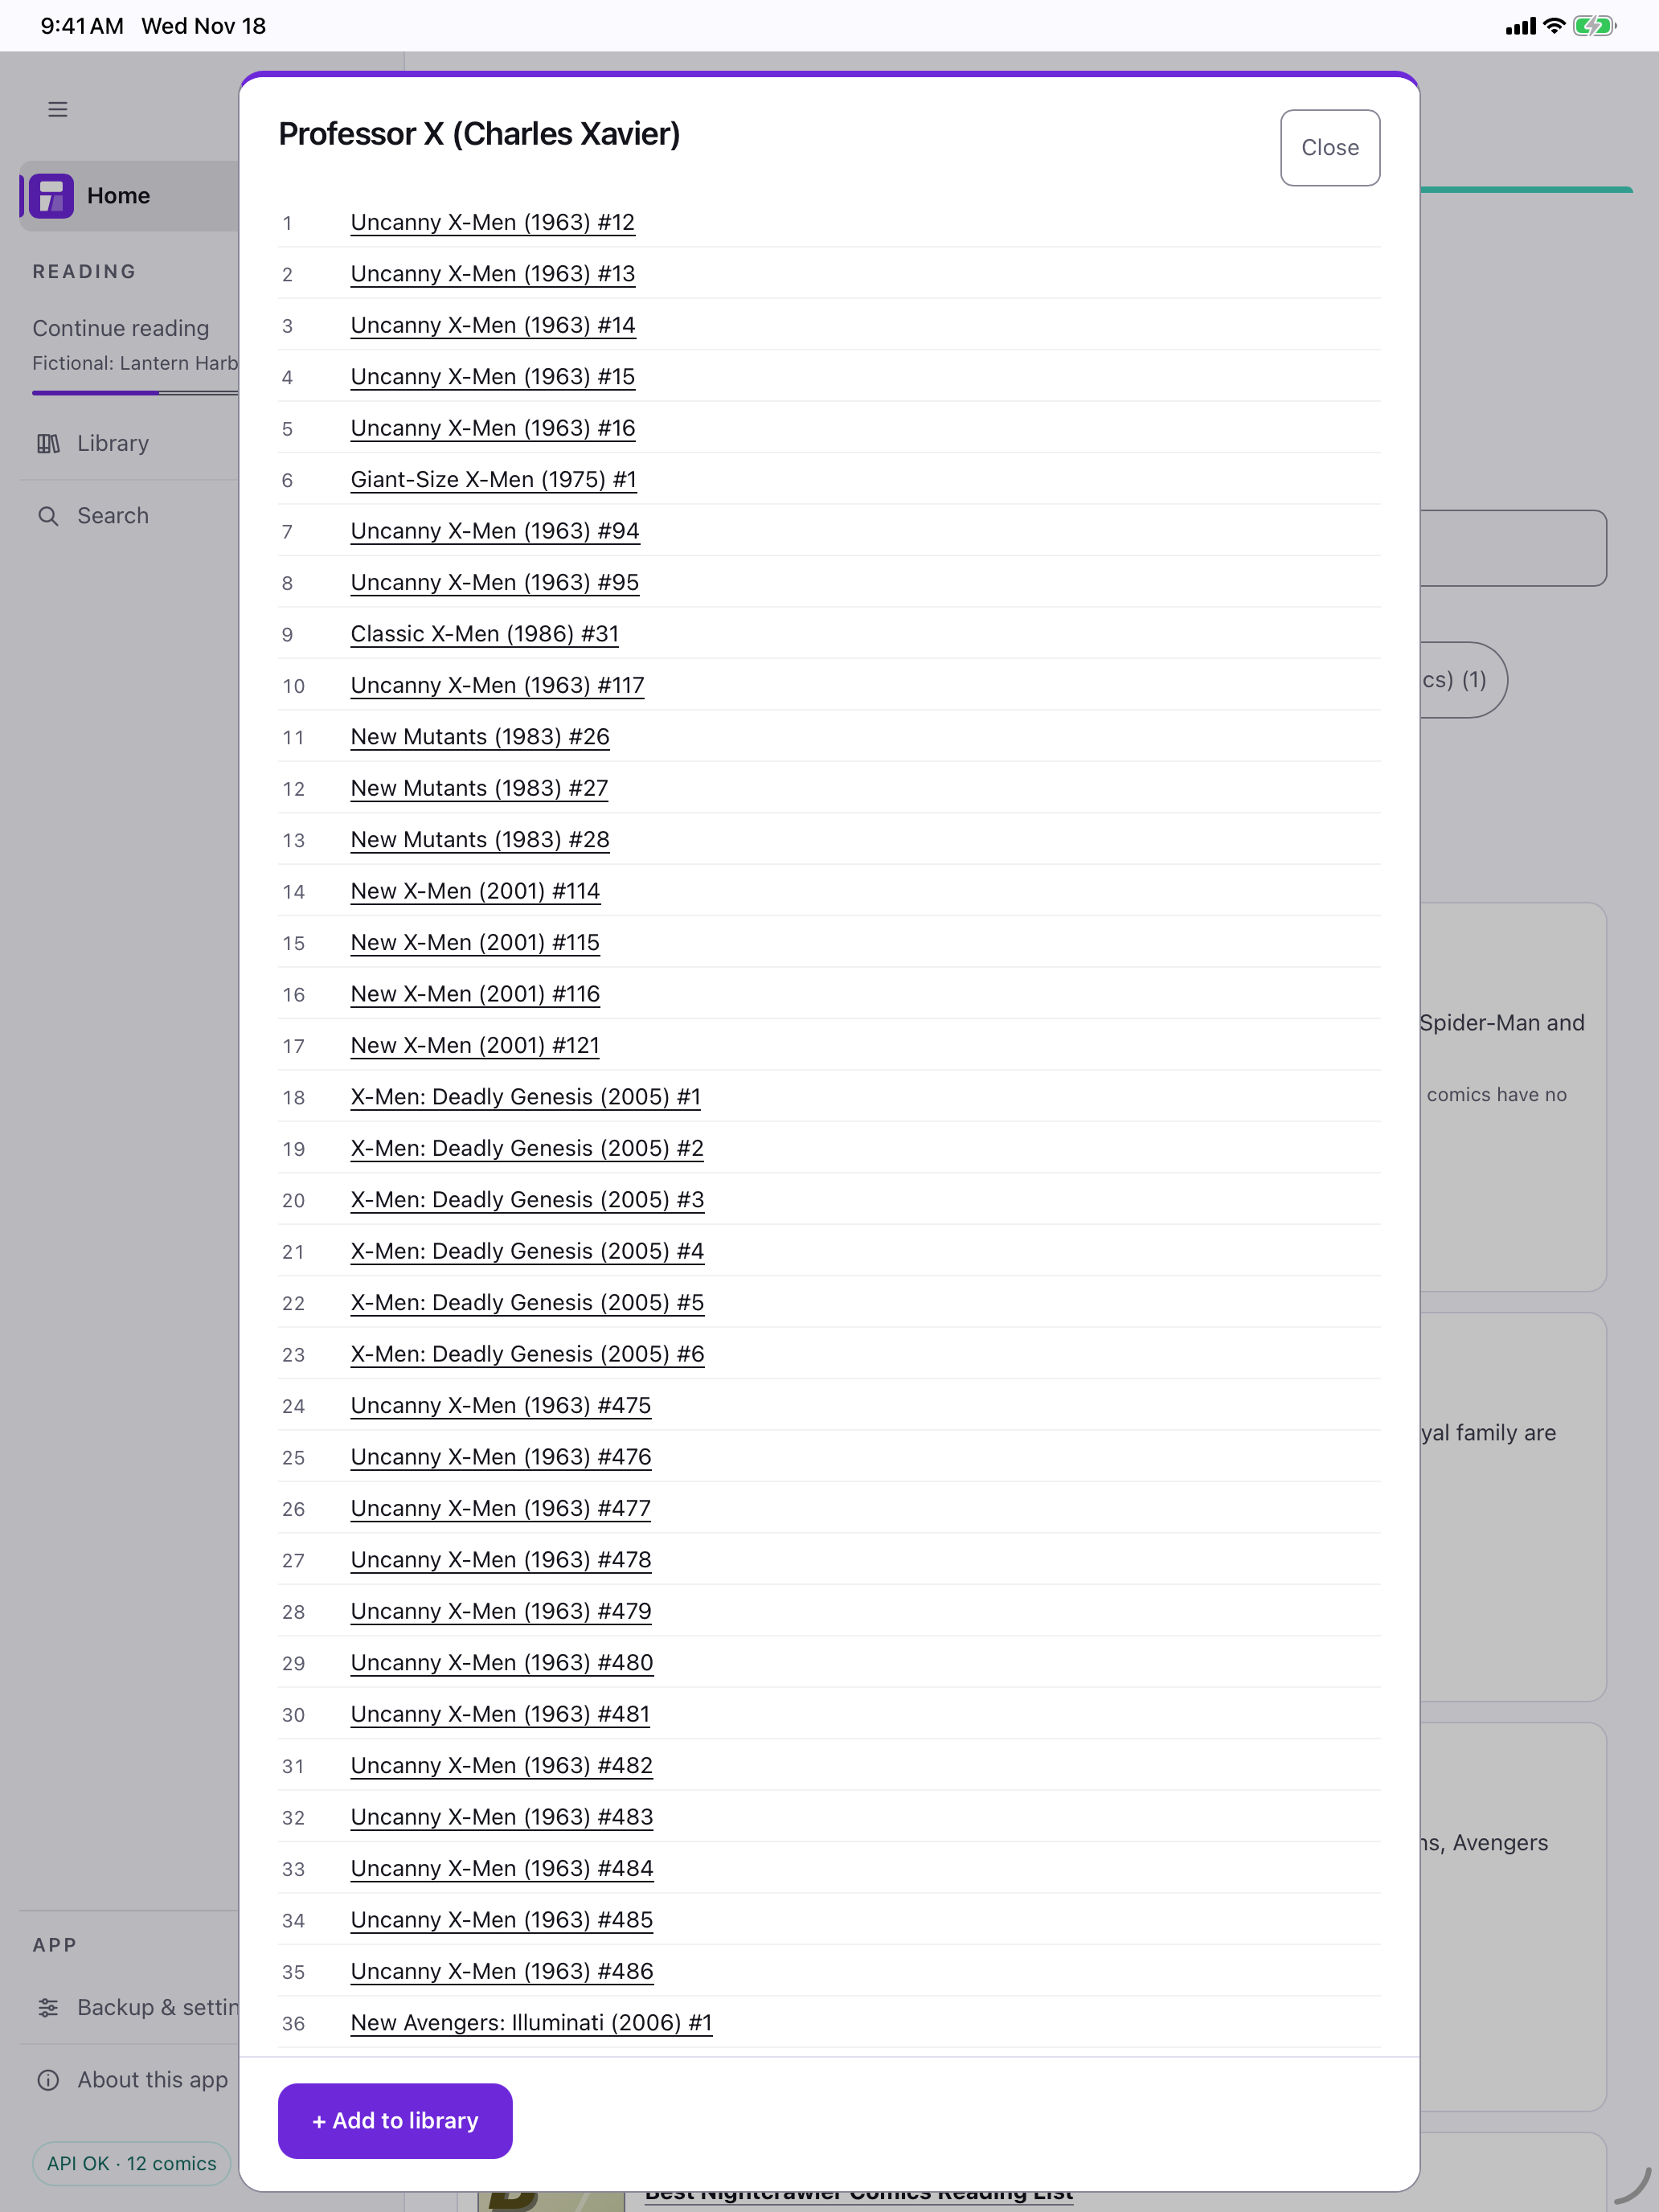 9:41 AM Wed Nov 18
Home
READING
Continue reading
Fictional: Lantern Harb
Library
Search
APP
Backup & settin
About this app
API OK · 12 comics
Professor X (Charles Xavier)
Close
1 Uncanny X-Men (1963) #12
2 Uncanny X-Men (1963) #13
3 Uncanny X-Men (1963) #14
4 Uncanny X-Men (1963) #15
5 Uncanny X-Men (1963) #16
6 Giant-Size X-Men (1975) #1
7 Uncanny X-Men (1963) #94
8 Uncanny X-Men (1963) #95
9 Classic X-Men (1986) #31
10 Uncanny X-Men (1963) #117
11 New Mutants (1983) #26
12 New Mutants (1983) #27
13 New Mutants (1983) #28
14 New X-Men (2001) #114
15 New X-Men (2001) #115
16 New X-Men (2001) #116
17 New X-Men (2001) #121
18 X-Men: Deadly Genesis (2005) #1
19 X-Men: Deadly Genesis (2005) #2
20 X-Men: Deadly Genesis (2005) #3
21 X-Men: Deadly Genesis (2005) #4
22 X-Men: Deadly Genesis (2005) #5
23 X-Men: Deadly Genesis (2005) #6
24 Uncanny X-Men (1963) #475
25 Uncanny X-Men (1963) #476
26 Uncanny X-Men (1963) #477
27 Uncanny X-Men (1963) #478
28 Uncanny X-Men (1963) #479
29 Uncanny X-Men (1963) #480
30 Uncanny X-Men (1963) #481
31 Uncanny X-Men (1963) #482
32 Uncanny X-Men (1963) #483
33 Uncanny X-Men (1963) #484
34 Uncanny X-Men (1963) #485
35 Uncanny X-Men (1963) #486
36 New Avengers: Illuminati (2006) #1
+ Add to library
cs) (1)
Spider-Man and
comics have no
yal family are
ns, Avengers
Best Nightcrawler Comics Reading List